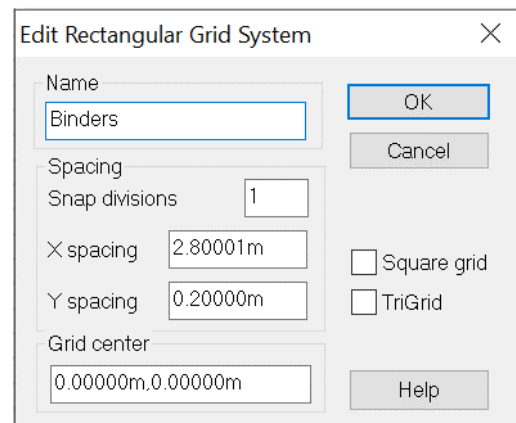 Edit Rectangular Grid System
Name
OK
Binders
Cancel
Spacing
Snap divisions 1
X spacing 2.80001m
Square grid
Y spacing 0.20000m
TriGrid
Grid center
0.00000m,0.00000m
Help